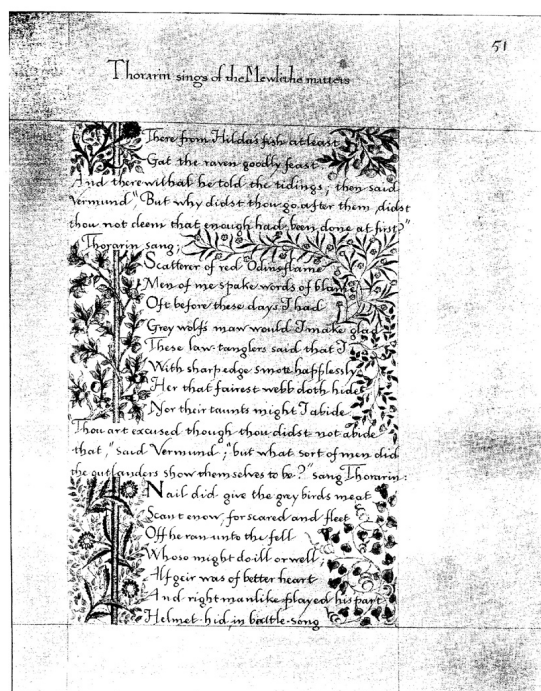 51
Thorarin sings of the Mewlithe matters
There from Hilda's fish at least
Gat the raven goodly feast
And therewithal he told the tidings; then said
Vermund, "But why didst thou go after them, didst
thou not deem that enough had been done at first?"
Thorarin sang;
Scatterer of red Odinsflame
Men of me spake words of blame
Oft before these days I had
Grey wolf's maw would I make glad
These law-tanglers said that I
With sharp edge smote hapflessly
Her that fairest webb doth hide
Nor their taunts might I abide
Thou art excused though thou didst not abide
that," said Vermund; "but what sort of men did
the outlanders show themselves to be?" sang Thorarin:
Nail did give the gray birds meat
Scant enow, for scared and fleet
Off he ran unto the fell
Whoso might do ill or well;
Alfgeir was of better heart
And right manlike played his part
Helmet-hid in battle-song